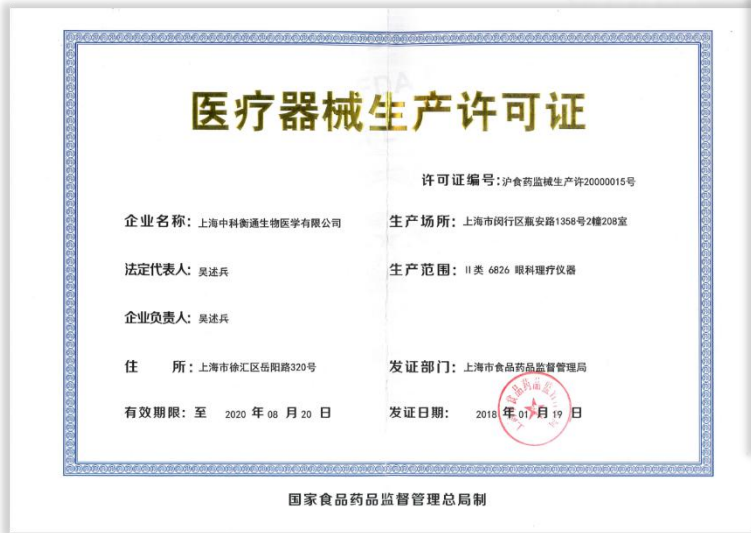 医疗器械生产许可证
许可证编号：沪食药监械生产许20000015号
企业名称：上海中科衡通生物医学有限公司
生产场所：上海市闵行区瓶安路1358号2幢208室
法定代表人：吴述兵
生产范围：II类 6826 眼科理疗仪器
企业负责人：吴述兵
住 所：上海市徐汇区岳阳路320号
发证部门：上海市食品药品监督管理局
有效期限：至 2020 年 08 月 20 日
发证日期： 2018 年 01 月 19 日
国家食品药品监督管理总局制